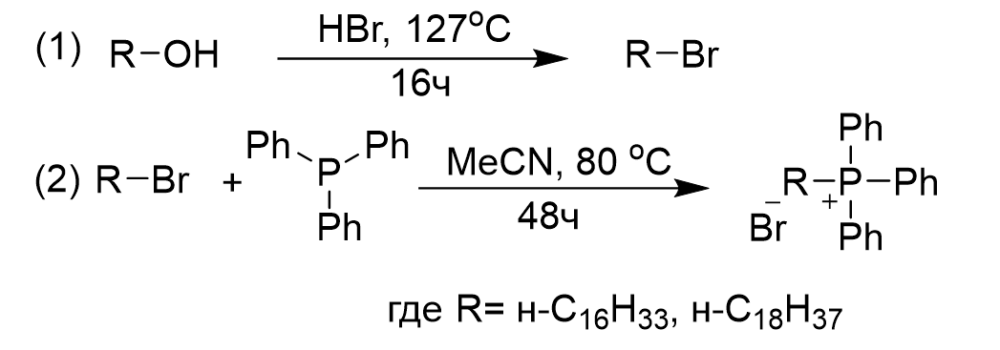 (1) R–OH HBr, 127°C 16ч R–Br
(2) R–Br + Ph Ph P Ph MeCN, 80 °C 48ч Ph R–P–Ph + – Br Ph
где R= н-C₁₆H₃₃, н-C₁₈H₃₇